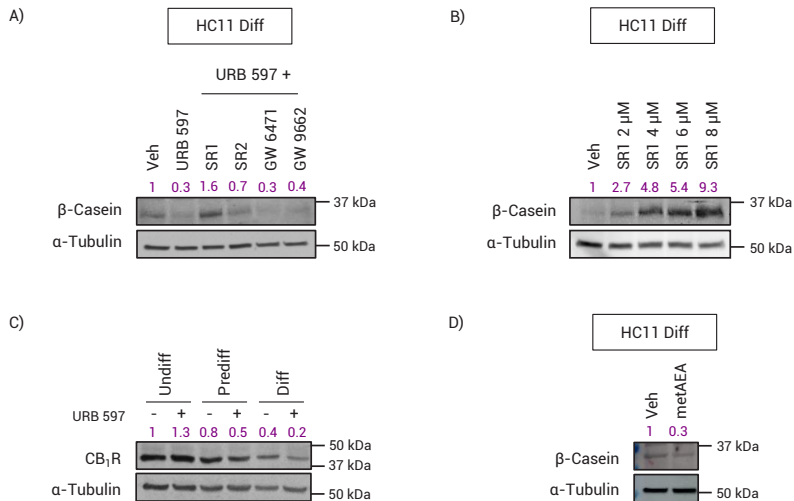 A)
HC11 Diff
URB 597 +
Veh
URB 597
SR1
SR2
GW 6471
GW 9662
1 0.3 1.6 0.7 0.3 0.4
β-Casein
37 kDa
α-Tubulin
50 kDa
B)
HC11 Diff
Veh
SR1 2 µM
SR1 4 µM
SR1 6 µM
SR1 8 µM
1 2.7 4.8 5.4 9.3
β-Casein
37 kDa
α-Tubulin
50 kDa
C)
Undiff
Prediff
Diff
URB 597 - + - + - +
1 1.3 0.8 0.5 0.4 0.2
CB₁R
50 kDa
37 kDa
α-Tubulin
50 kDa
D)
HC11 Diff
Veh
metAEA
1 0.3
β-Casein
37 kDa
α-Tubulin
50 kDa